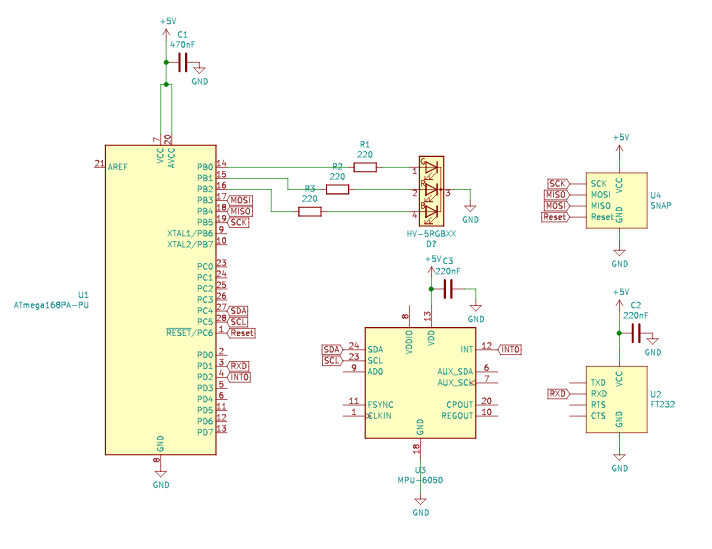 +5V
C1
470nF
GND
7
20
VCC
AVCC
21
AREF
PB0
14
PB1
15
PB2
16
PB3
17
MOSI
PB4
18
MISO
PB5
19
SCK
XTAL1/PB6
9
XTAL2/PB7
10
PC0
23
PC1
24
PC2
25
PC3
26
PC4
27
SDA
PC5
28
SCL
RESET/PC6
1
Reset
PD0
2
PD1
3
RXD
PD2
4
INT0
PD3
5
PD4
6
PD5
11
PD6
12
PD7
13
GND
8
GND
U1
ATmega168PA-PU
R1
220
R2
220
R3
220
1
G
2
R
3
4
B
HV-5RGBXX
D?
GND
+5V
C3
220nF
GND
8
13
VDDIO
VDD
SDA
24
SDA
SCL
23
SCL
9
AD0
11
FSYNC
1
CLKIN
INT
12
INT0
AUX_SDA
6
AUX_SCL
7
CPOUT
20
REGOUT
10
GND
18
U3
MPU-6050
GND
+5V
VCC
SCK
SCK
MISO
MOSI
MOSI
MISO
Reset
Reset
GND
U4
SNAP
GND
+5V
C2
220nF
GND
VCC
TXD
RXD
RXD
RTS
CTS
GND
U2
FT232
GND